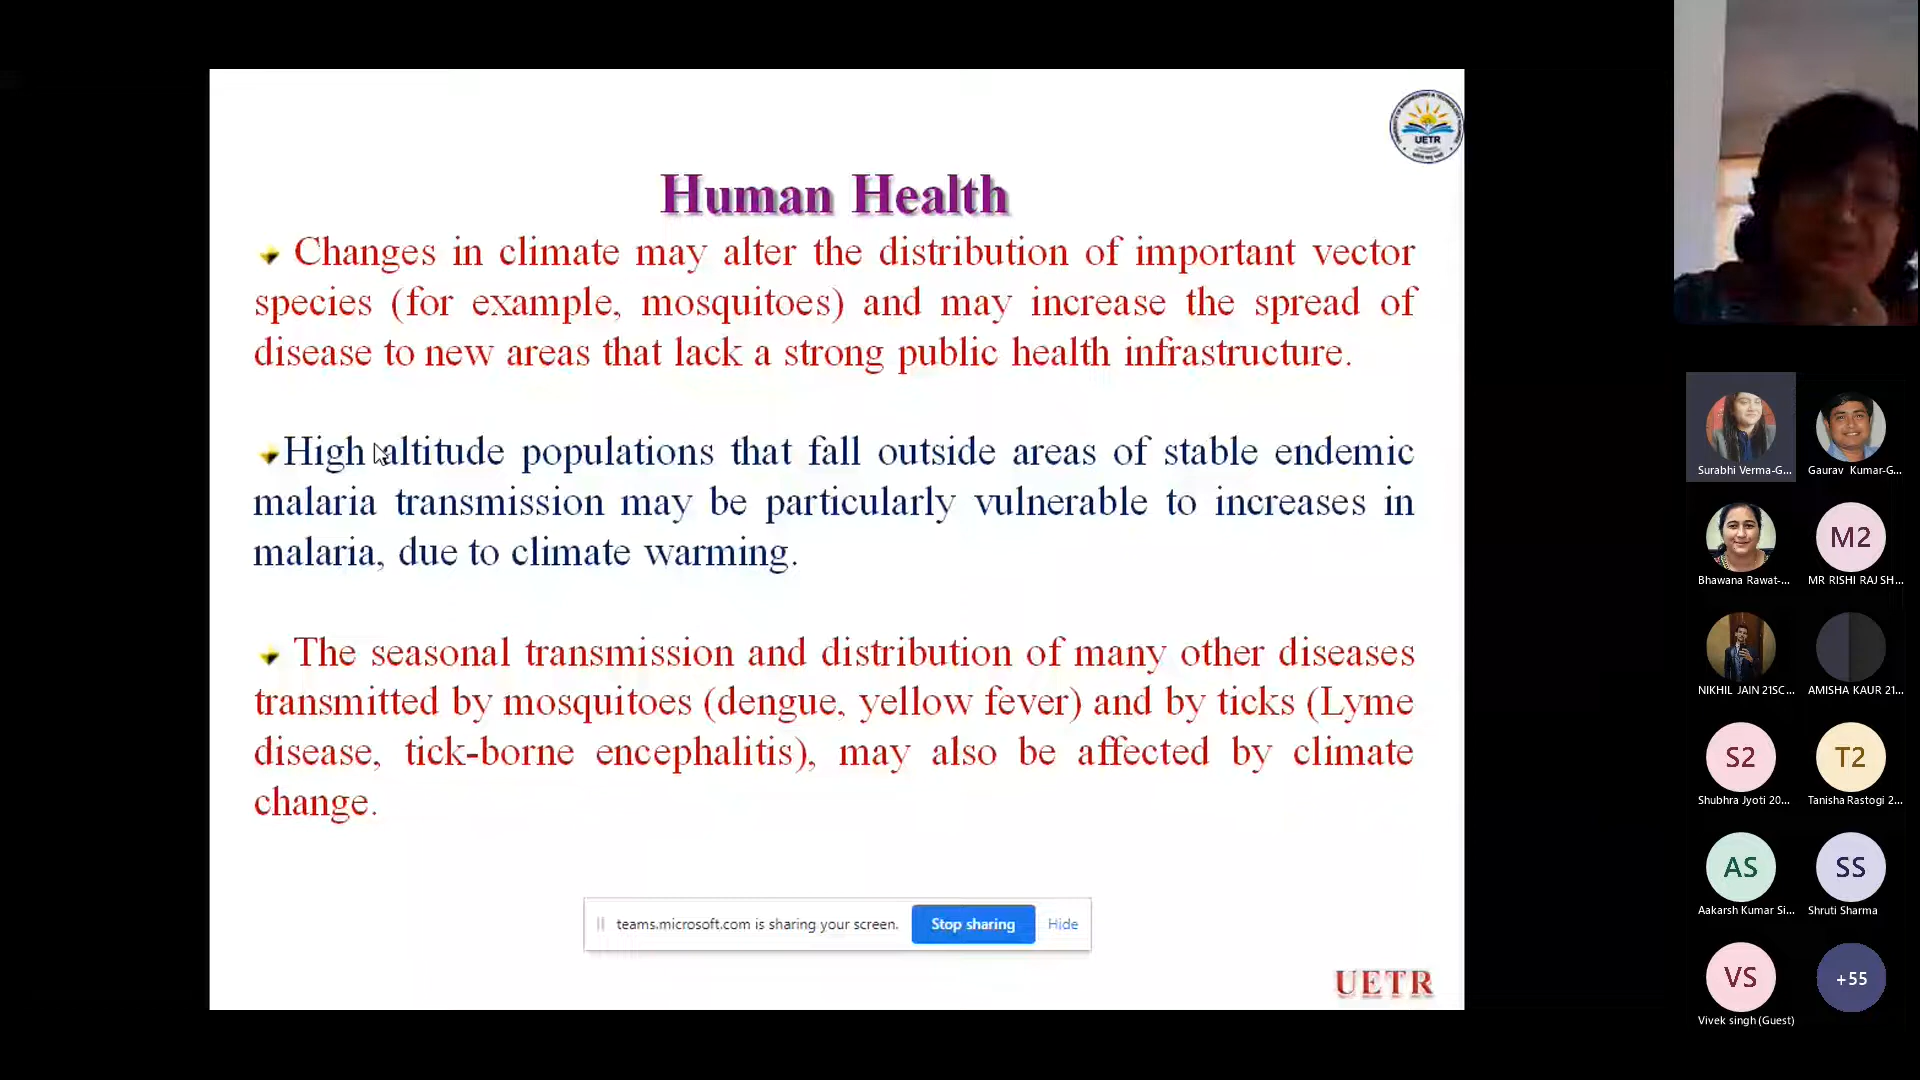 UETR
Human Health
Changes in climate may alter the distribution of important vector
species (for example, mosquitoes) and may increase the spread of
disease to new areas that lack a strong public health infrastructure.
High altitude populations that fall outside areas of stable endemic
malaria transmission may be particularly vulnerable to increases in
malaria, due to climate warming.
The seasonal transmission and distribution of many other diseases
transmitted by mosquitoes (dengue, yellow fever) and by ticks (Lyme
disease, tick-borne encephalitis), may also be affected by climate
change.
teams.microsoft.com is sharing your screen. Stop sharing Hide
UETR
Surabhi Verma-G... Gaurav Kumar-G...
M2
Bhawana Rawat-... MR RISHI RAJ SH...
NIKHIL JAIN 21SC... AMISHA KAUR 21...
S2 T2
Shubhra Jyoti 20... Tanisha Rastogi 2...
AS SS
Aakarsh Kumar Si... Shruti Sharma
VS +55
Vivek singh (Guest)